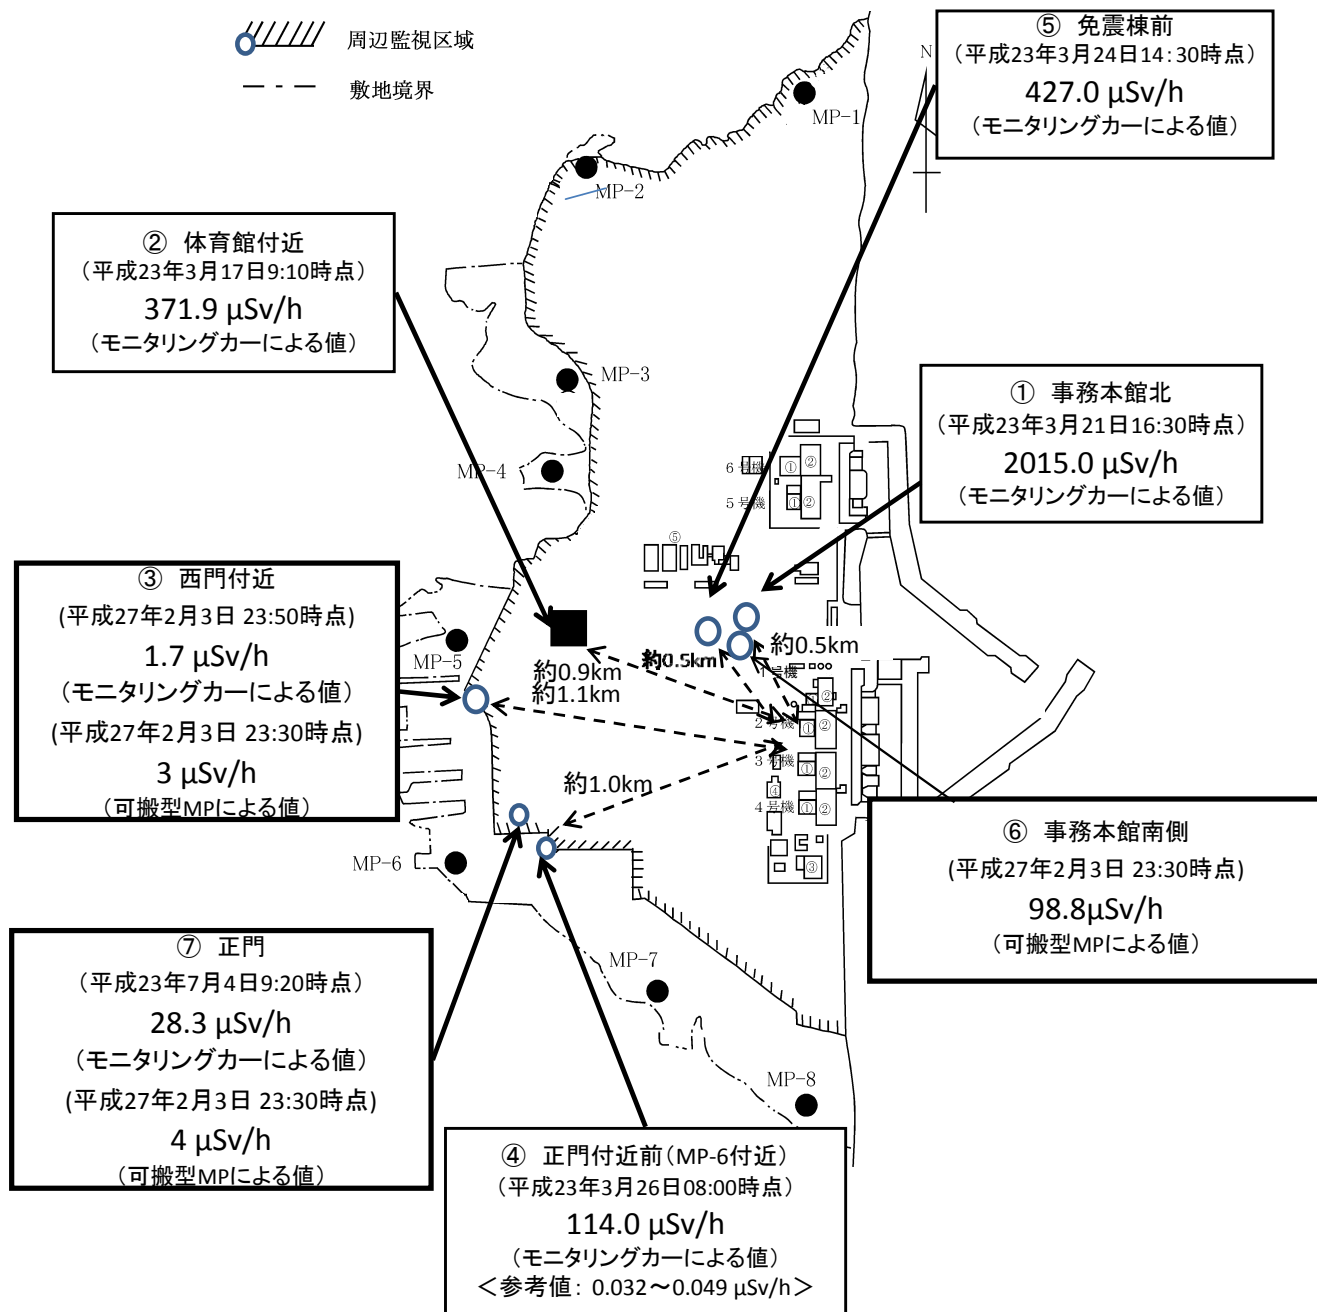 周辺監視区域
敷地境界
⑤ 免震棟前
(平成23年3月24日14:30時点)
427.0 μSv/h
(モニタリングカーによる値)
N
MP-1
MP-2
② 体育館付近
(平成23年3月17日9:10時点)
371.9 μSv/h
(モニタリングカーによる値)
MP-3
① 事務本館北
(平成23年3月21日16:30時点)
2015.0 μSv/h
(モニタリングカーによる値)
MP-4
6号機
① ②
5号機
① ②
⑤
③ 西門付近
(平成27年2月3日 23:50時点)
1.7 μSv/h
(モニタリングカーによる値)
(平成27年2月3日 23:30時点)
3 μSv/h
(可搬型MPによる値)
MP-5
約0.9km
約1.1km
約0.5km
約0.5km
1号機
②
2号機
① ②
3号機
① ②
約1.0km
④
4号機
① ②
③
MP-6
⑥ 事務本館南側
(平成27年2月3日 23:30時点)
98.8μSv/h
(可搬型MPによる値)
⑦ 正門
(平成23年7月4日9:20時点)
28.3 μSv/h
(モニタリングカーによる値)
(平成27年2月3日 23:30時点)
4 μSv/h
(可搬型MPによる値)
MP-7
MP-8
④ 正門付近前(MP-6付近)
(平成23年3月26日08:00時点)
114.0 μSv/h
(モニタリングカーによる値)
<参考値: 0.032～0.049 μSv/h>